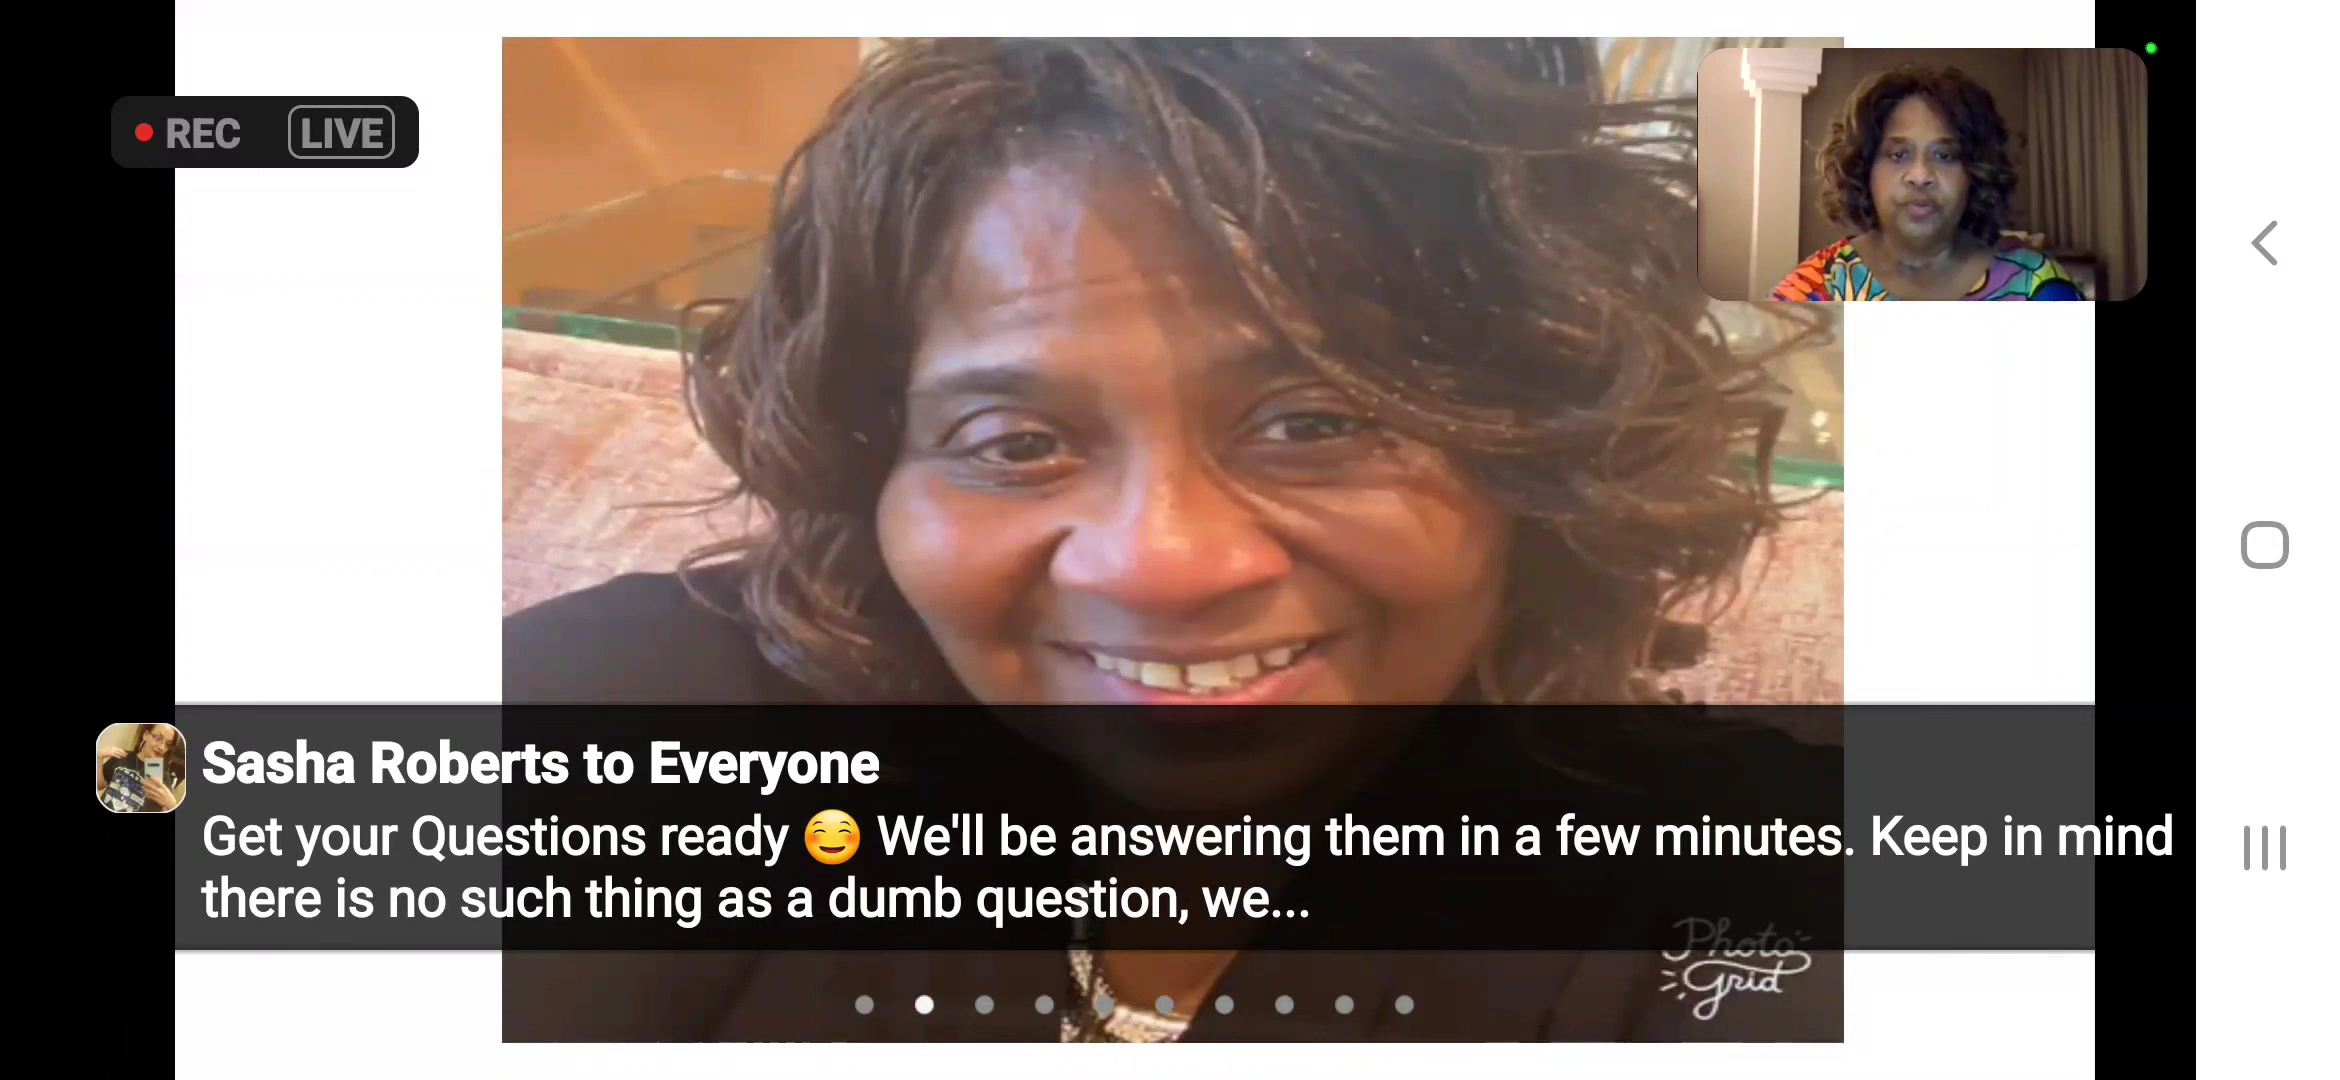 REC LIVE
Sasha Roberts to Everyone
Get your Questions ready 😊 We'll be answering them in a few minutes. Keep in mind
there is no such thing as a dumb question, we...
Photo
grid